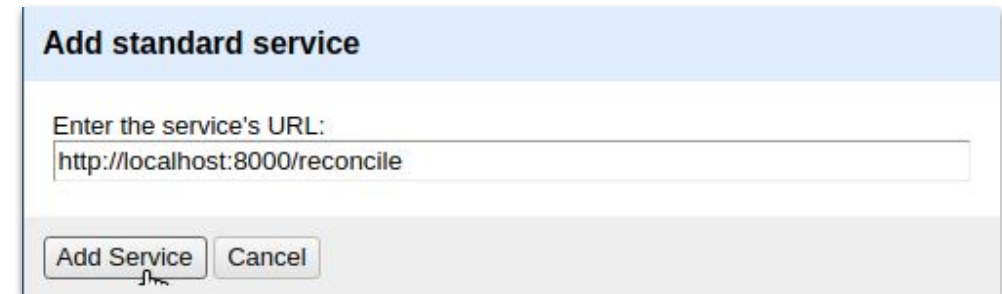 Add standard service
Enter the service's URL:
http://localhost:8000/reconcile
Add Service Cancel